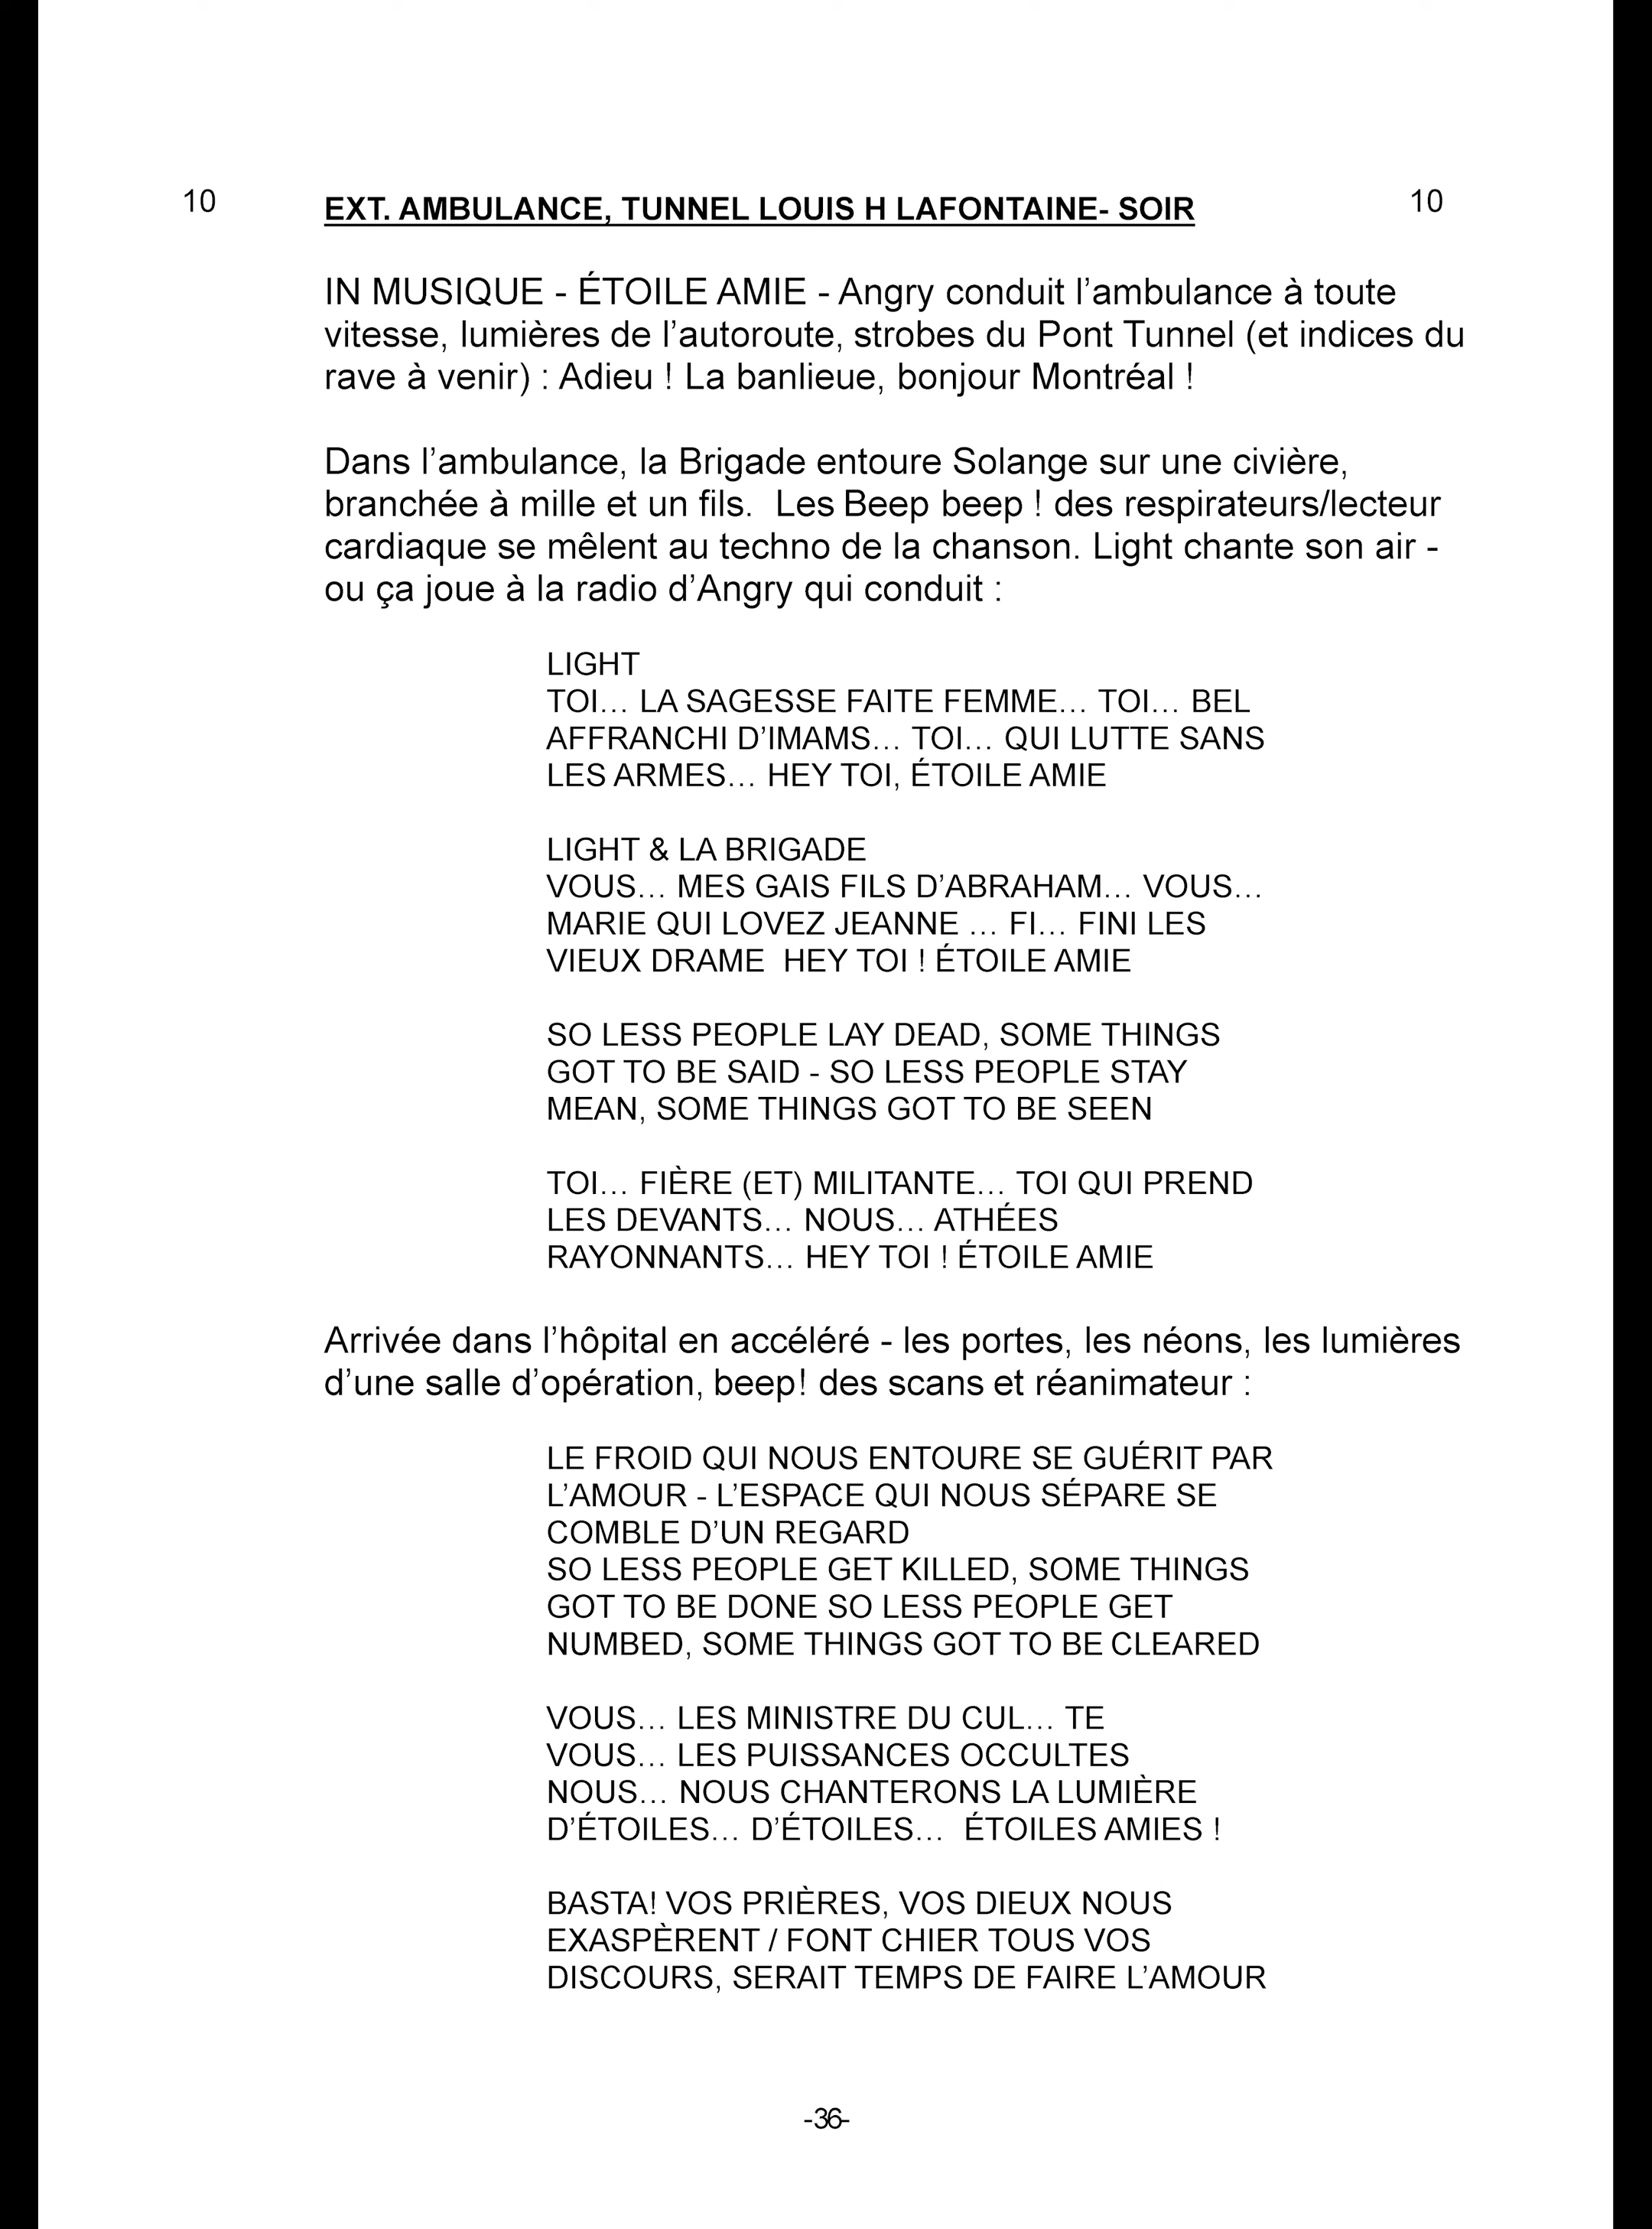 10 EXT. AMBULANCE, TUNNEL LOUIS H LAFONTAINE- SOIR 10
IN MUSIQUE - ÉTOILE AMIE - Angry conduit l’ambulance à toute
vitesse, lumières de l’autoroute, strobes du Pont Tunnel (et indices du
rave à venir) : Adieu ! La banlieue, bonjour Montréal !
Dans l’ambulance, la Brigade entoure Solange sur une civière,
branchée à mille et un fils.  Les Beep beep ! des respirateurs/lecteur
cardiaque se mêlent au techno de la chanson. Light chante son air -
ou ça joue à la radio d’Angry qui conduit :
LIGHT
TOI… LA SAGESSE FAITE FEMME… TOI… BEL
AFFRANCHI D’IMAMS… TOI… QUI LUTTE SANS
LES ARMES… HEY TOI, ÉTOILE AMIE
LIGHT & LA BRIGADE
VOUS… MES GAIS FILS D’ABRAHAM… VOUS…
MARIE QUI LOVEZ JEANNE … FI… FINI LES
VIEUX DRAME  HEY TOI ! ÉTOILE AMIE
SO LESS PEOPLE LAY DEAD, SOME THINGS
GOT TO BE SAID - SO LESS PEOPLE STAY
MEAN, SOME THINGS GOT TO BE SEEN
TOI… FIÈRE (ET) MILITANTE… TOI QUI PREND
LES DEVANTS… NOUS… ATHÉES
RAYONNANTS… HEY TOI ! ÉTOILE AMIE
Arrivée dans l’hôpital en accéléré - les portes, les néons, les lumières
d’une salle d’opération, beep! des scans et réanimateur :
LE FROID QUI NOUS ENTOURE SE GUÉRIT PAR
L’AMOUR - L’ESPACE QUI NOUS SÉPARE SE
COMBLE D’UN REGARD
SO LESS PEOPLE GET KILLED, SOME THINGS
GOT TO BE DONE SO LESS PEOPLE GET
NUMBED, SOME THINGS GOT TO BE CLEARED
VOUS… LES MINISTRE DU CUL… TE
VOUS… LES PUISSANCES OCCULTES
NOUS… NOUS CHANTERONS LA LUMIÈRE
D’ÉTOILES… D’ÉTOILES…  ÉTOILES AMIES !
BASTA! VOS PRIÈRES, VOS DIEUX NOUS
EXASPÈRENT / FONT CHIER TOUS VOS
DISCOURS, SERAIT TEMPS DE FAIRE L’AMOUR
-36-